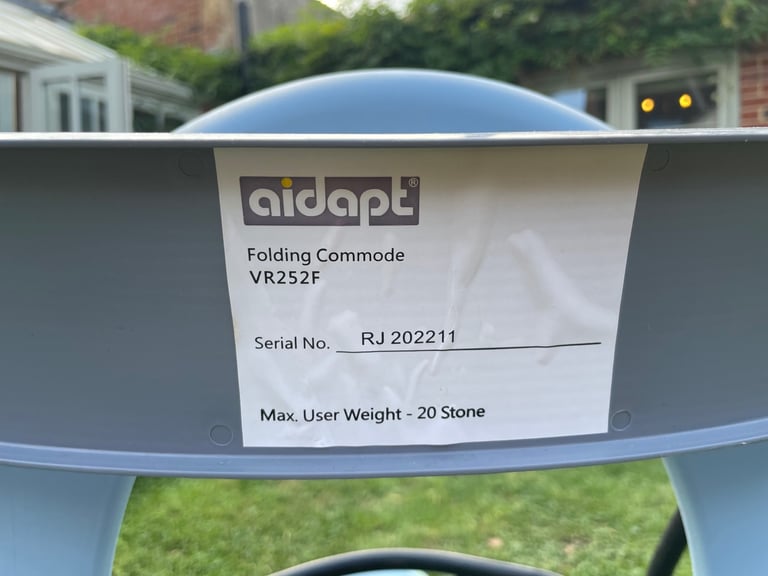 aidapt®
Folding Commode
VR252F
Serial No. RJ 202211
Max. User Weight - 20 Stone